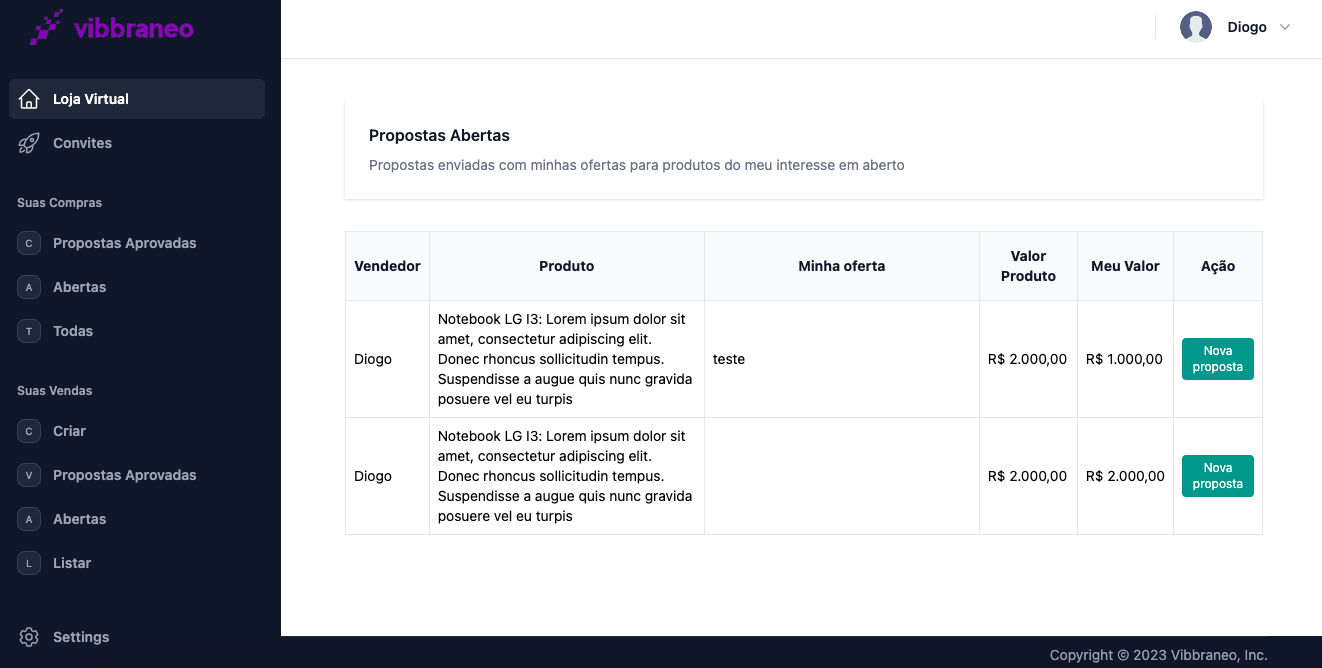 vibbraneo
Diogo
Loja Virtual
Convites
Suas Compras
C
Propostas Aprovadas
A
Abertas
T
Todas
Suas Vendas
C
Criar
V
Propostas Aprovadas
A
Abertas
L
Listar
Settings
Propostas Abertas
Propostas enviadas com minhas ofertas para produtos do meu interesse em aberto
Vendedor
Produto
Minha oferta
Valor
Produto
Meu Valor
Ação
Diogo
Notebook LG I3: Lorem ipsum dolor sit
amet, consectetur adipiscing elit.
Donec rhoncus sollicitudin tempus.
Suspendisse a augue quis nunc gravida
posuere vel eu turpis
teste
R$ 2.000,00
R$ 1.000,00
Nova
proposta
Diogo
Notebook LG I3: Lorem ipsum dolor sit
amet, consectetur adipiscing elit.
Donec rhoncus sollicitudin tempus.
Suspendisse a augue quis nunc gravida
posuere vel eu turpis
R$ 2.000,00
R$ 2.000,00
Nova
proposta
Copyright © 2023 Vibbraneo, Inc.